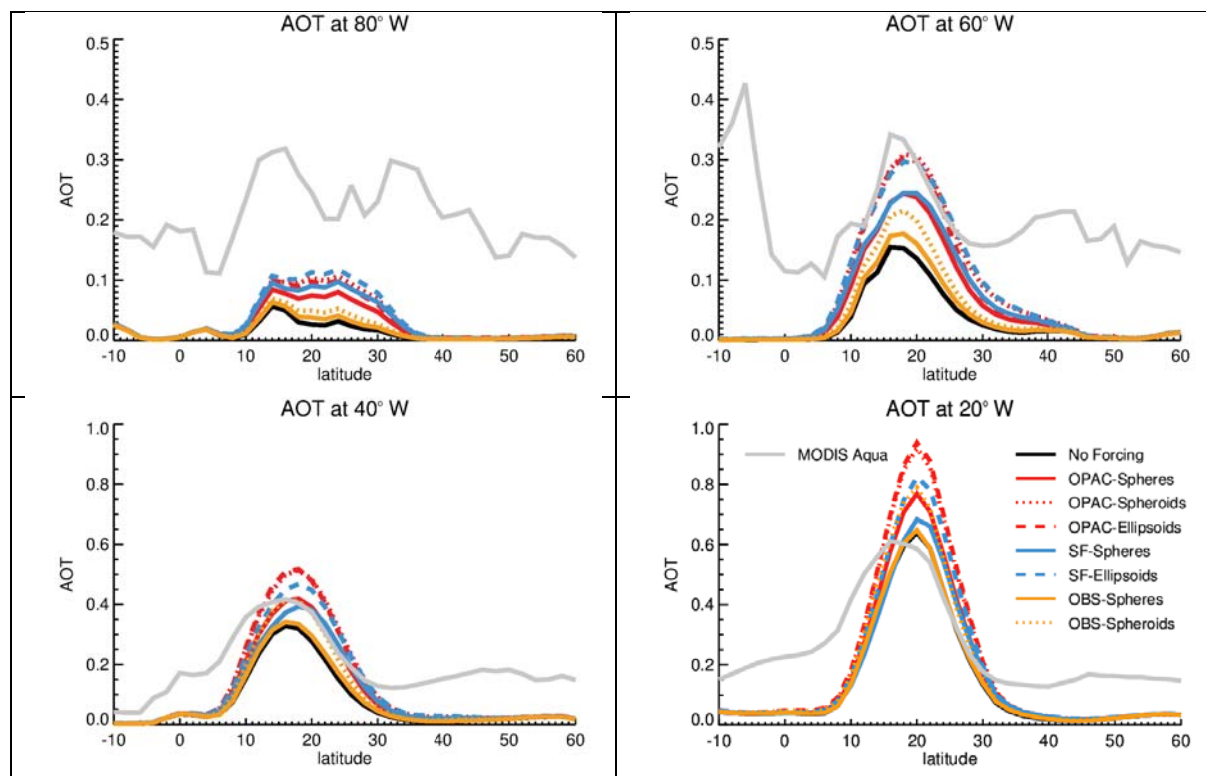 AOT at 80° W
0.5
0.4
0.3
0.2
0.1
0.0
AOT
-10 0 10 20 30 40 50 60
latitude
AOT at 60° W
0.5
0.4
0.3
0.2
0.1
0.0
AOT
-10 0 10 20 30 40 50 60
latitude
AOT at 40° W
1.0
0.8
0.6
0.4
0.2
0.0
AOT
-10 0 10 20 30 40 50 60
latitude
AOT at 20° W
1.0
0.8
0.6
0.4
0.2
0.0
AOT
-10 0 10 20 30 40 50 60
latitude
MODIS Aqua
No Forcing
OPAC-Spheres
OPAC-Spheroids
OPAC-Ellipsoids
SF-Spheres
SF-Ellipsoids
OBS-Spheres
OBS-Spheroids